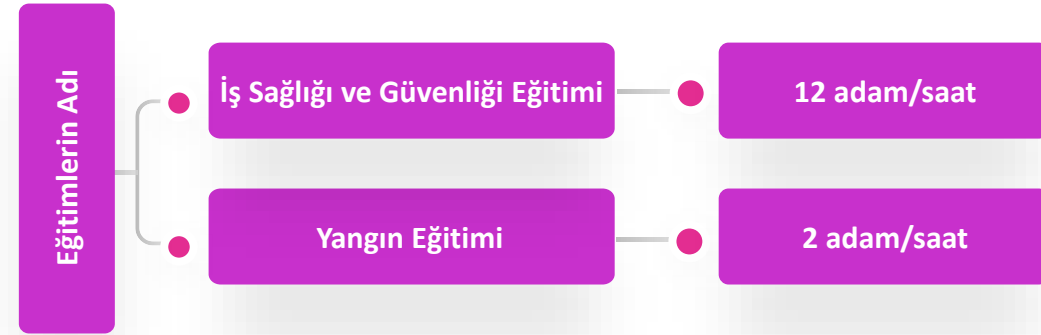 Eğitimlerin Adı
İş Sağlığı ve Güvenliği Eğitimi
12 adam/saat
Yangın Eğitimi
2 adam/saat